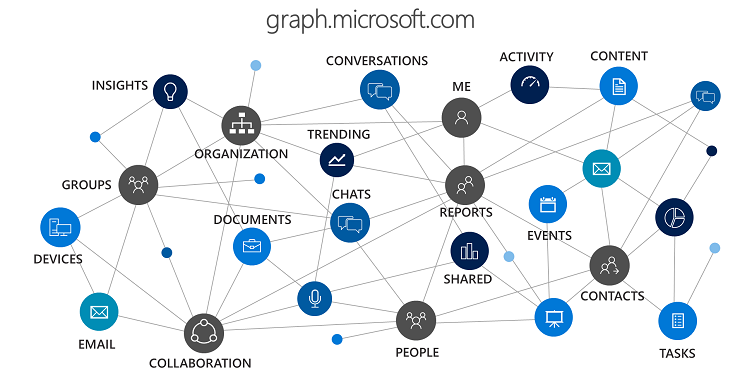 graph.microsoft.com
ACTIVITY
CONTENT
CONVERSATIONS
INSIGHTS
ME
TRENDING
ORGANIZATION
GROUPS
CHATS
REPORTS
DOCUMENTS
EVENTS
DEVICES
SHARED
CONTACTS
EMAIL
PEOPLE
TASKS
COLLABORATION